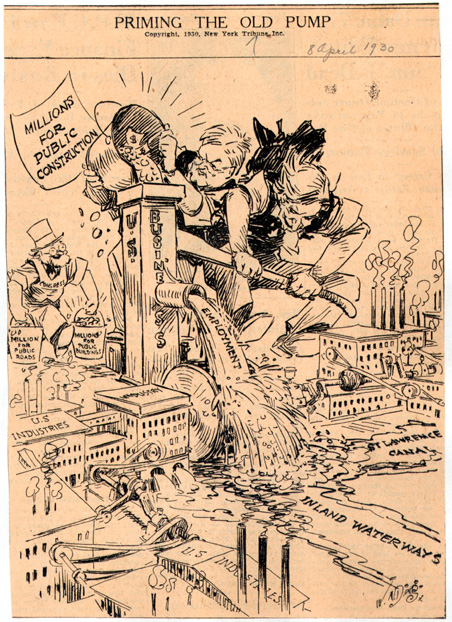 PRIMING THE OLD PUMP
Copyright, 1930, New York Tribune, Inc.
8 April 1930
MILLIONS
FOR
PUBLIC
CONSTRUCTION
U.S.
BUSINESS
MILLION
FOR
PUBLIC
ROADS
MILLIONS
FOR
PUBLIC
BUILDINGS
EMPLOYMENT
INDUSTRY
U.S
INDUSTRIES
ST LAWRENCE
CANAL
INLAND WATERWAYS
U.S INDUSTRIES